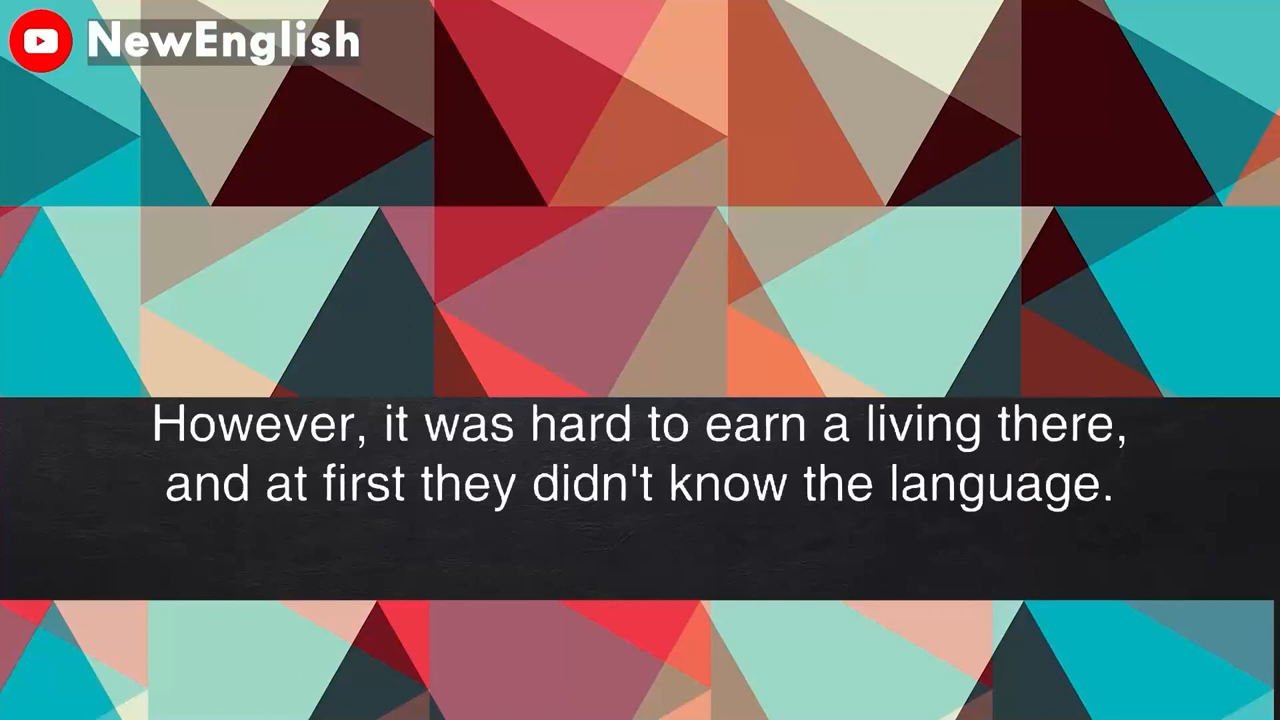 NewEnglish
However, it was hard to earn a living there,
and at first they didn't know the language.